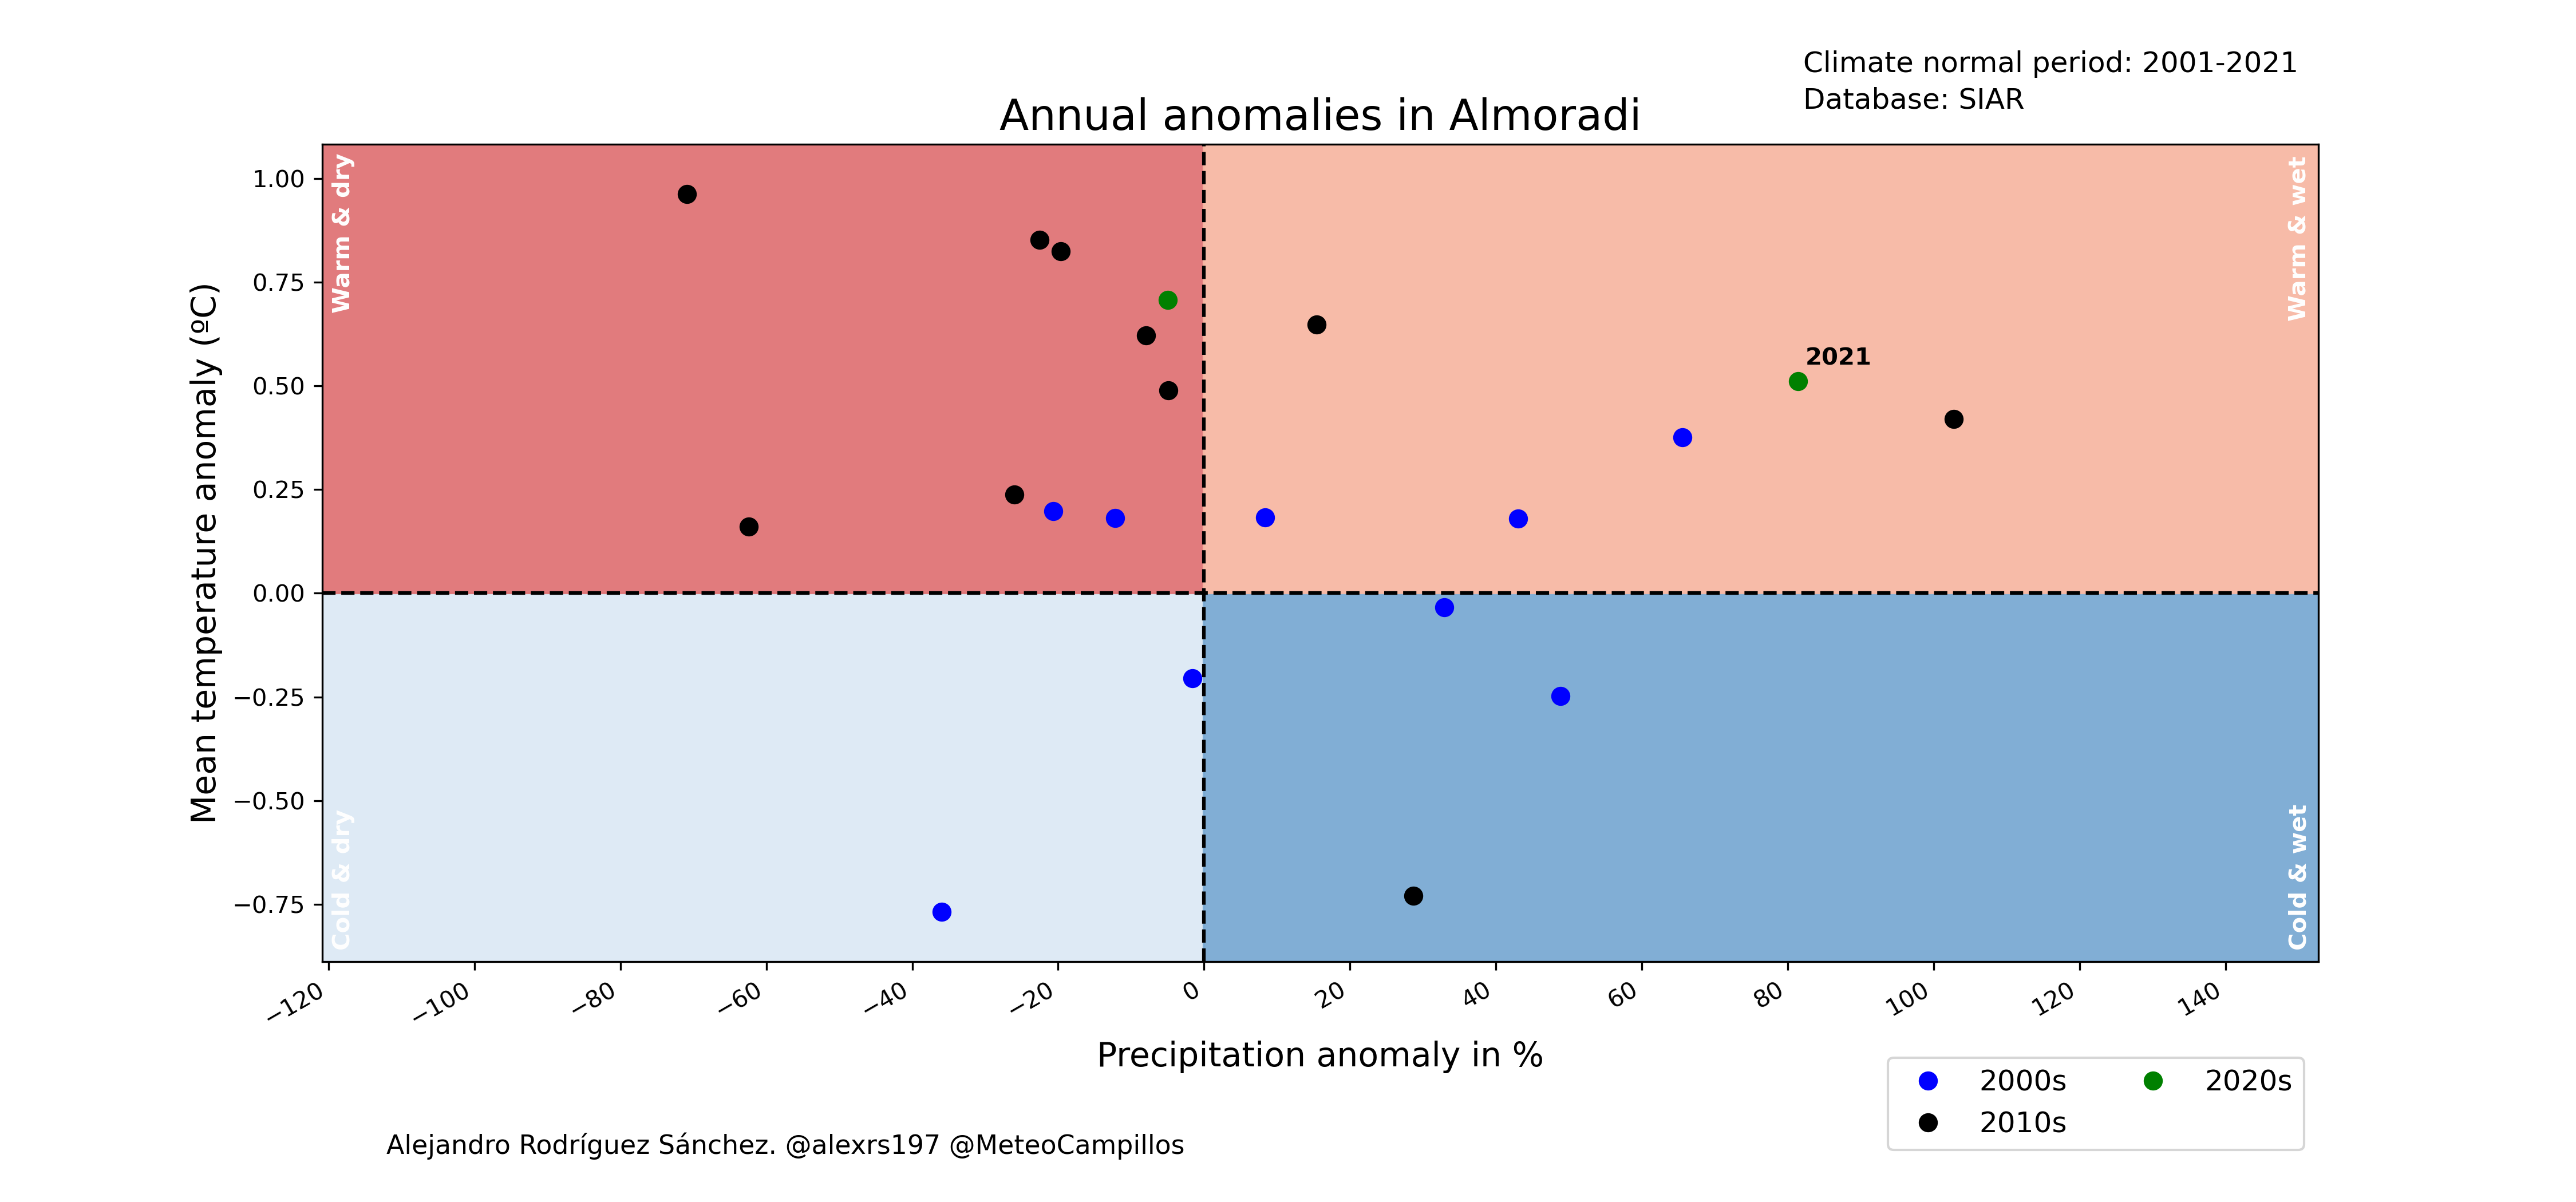 Climate normal period: 2001-2021
Database: SIAR
Annual anomalies in Almoradi
Warm & dry
Warm & wet
Cold & dry
Cold & wet
2021
Mean temperature anomaly (ºC)
1.00
0.75
0.50
0.25
0.00
−0.25
−0.50
−0.75
−120
−100
−80
−60
−40
−20
0
20
40
60
80
100
120
140
Precipitation anomaly in %
2000s
2010s
2020s
Alejandro Rodríguez Sánchez. @alexrs197 @MeteoCampillos